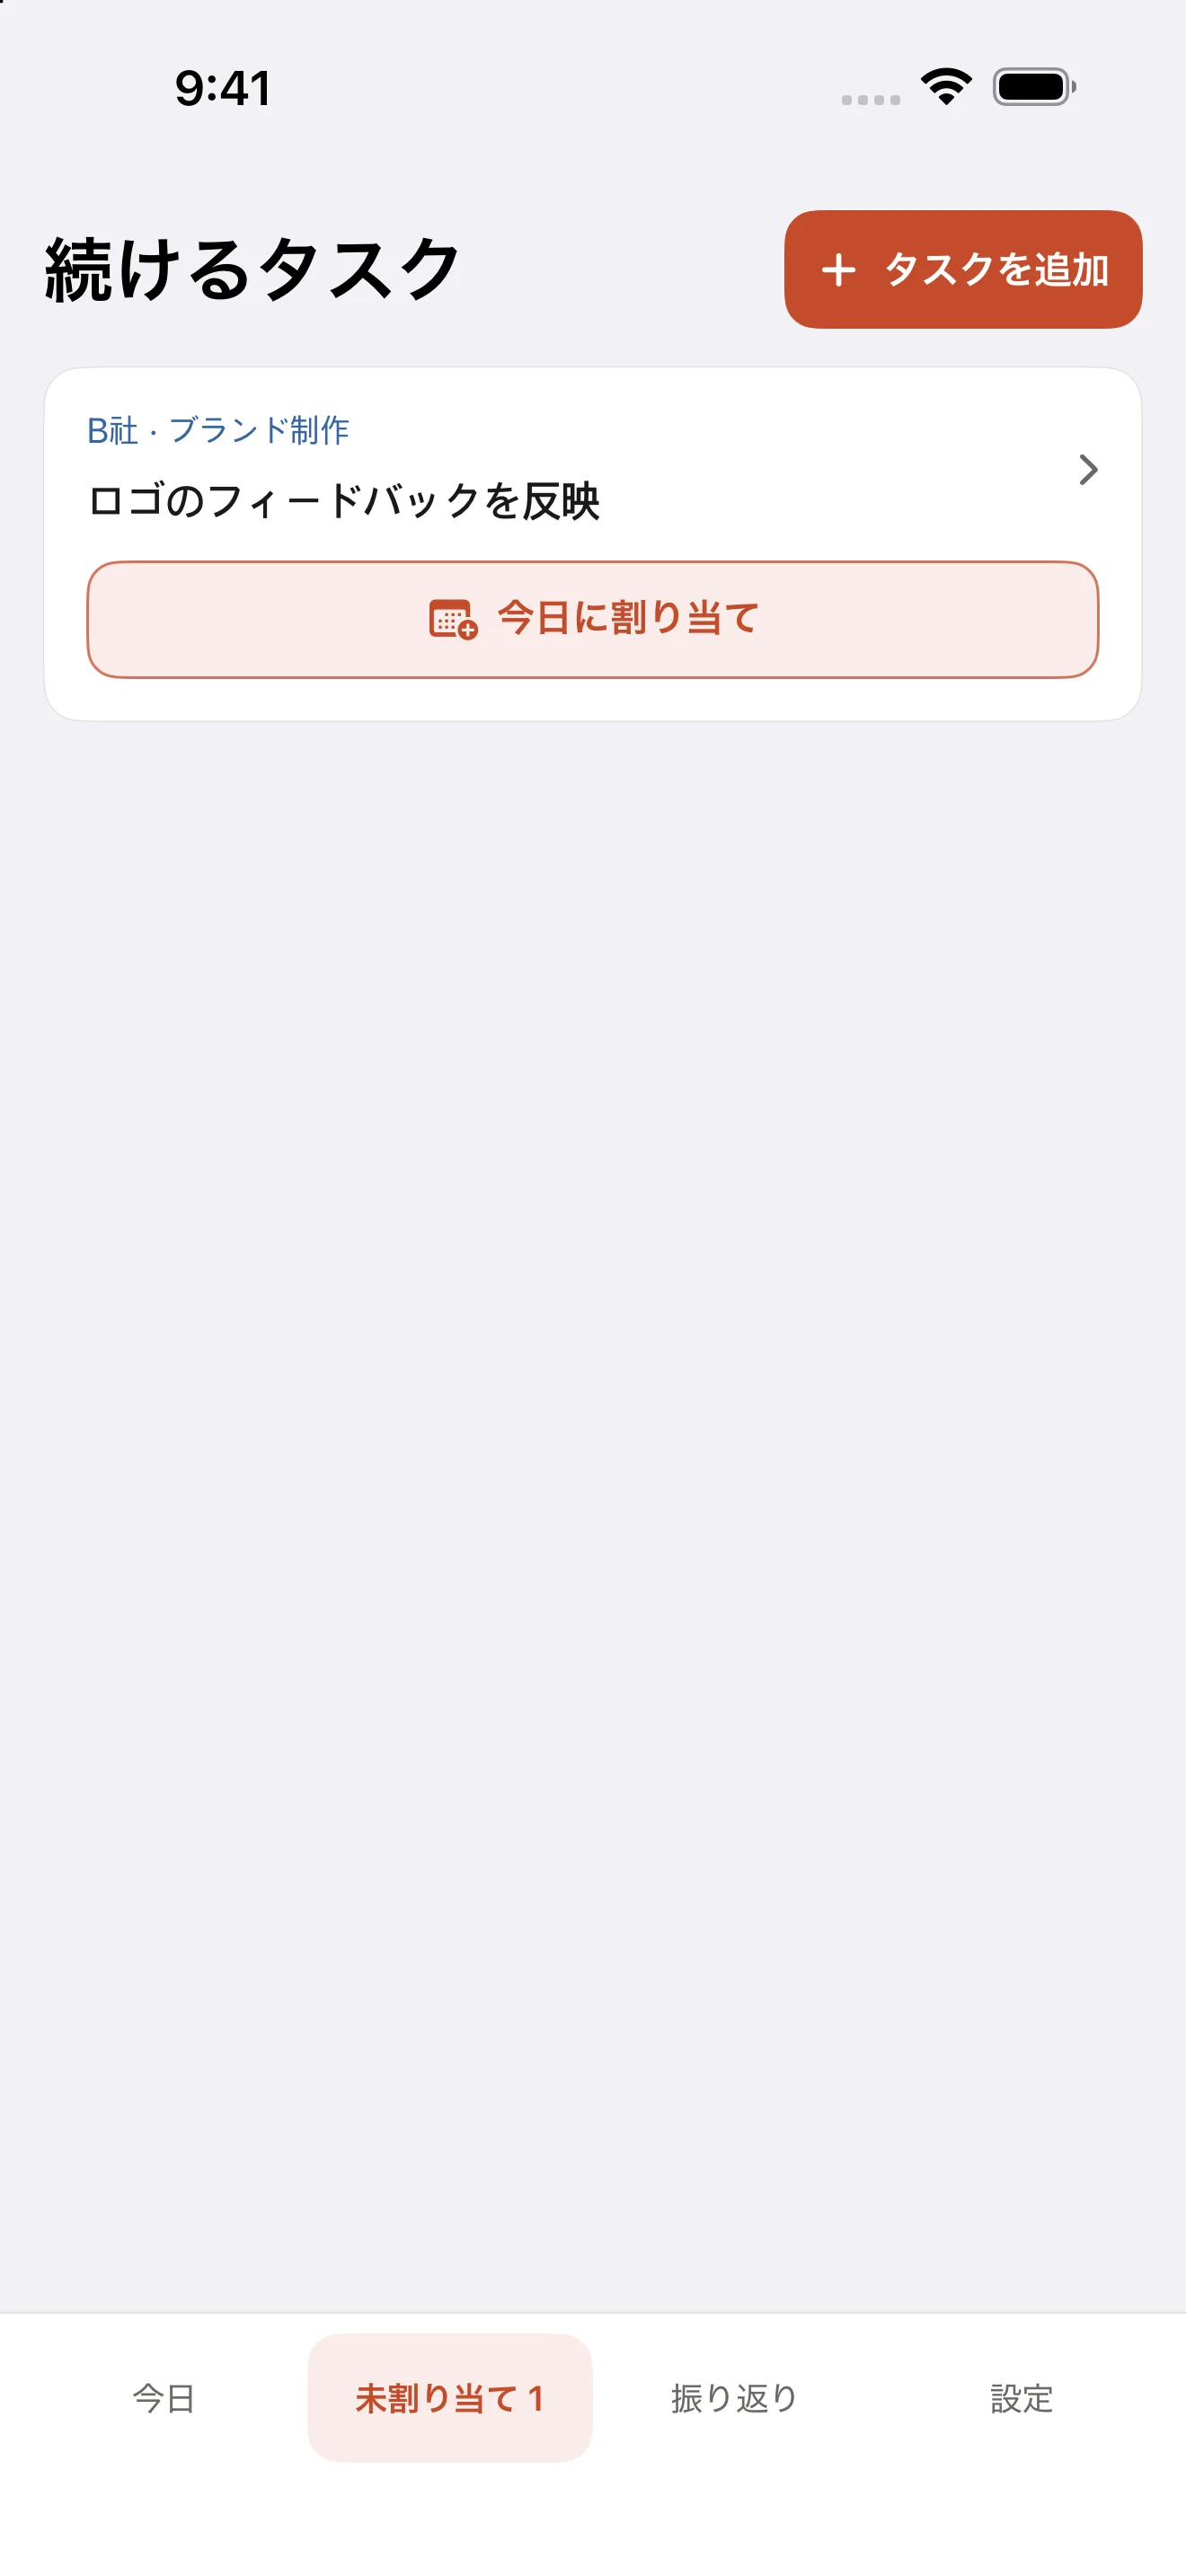 9:41
続けるタスク
+ タスクを追加
B社 · ブランド制作
ロゴのフィードバックを反映
今日に割り当て
今日
未割り当て 1
振り返り
設定